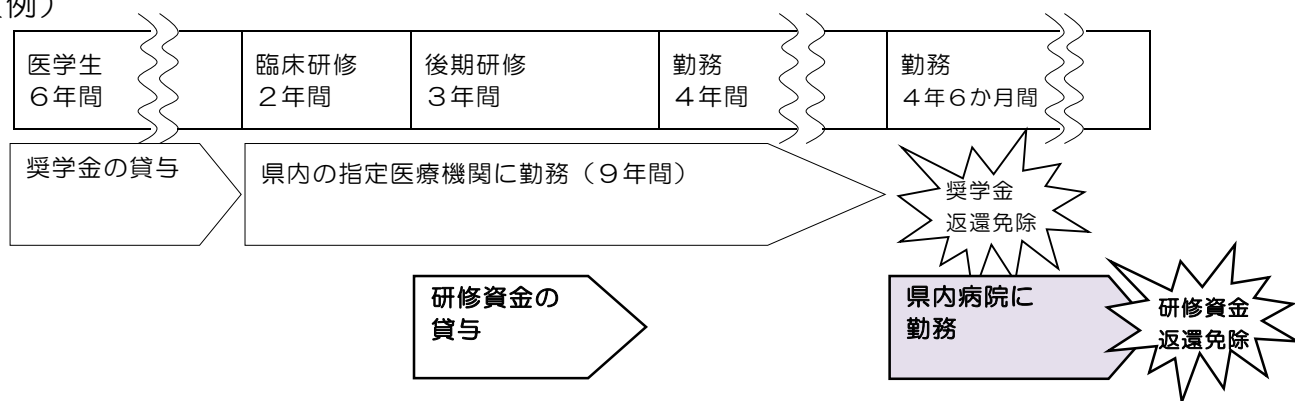 例）
医学生
６年間
臨床研修
２年間
後期研修
３年間
勤務
４年間
勤務
４年６か月間
奨学金の貸与
県内の指定医療機関に勤務（９年間）
奨学金
返還免除
研修資金の
貸与
県内病院に
勤務
研修資金
返還免除